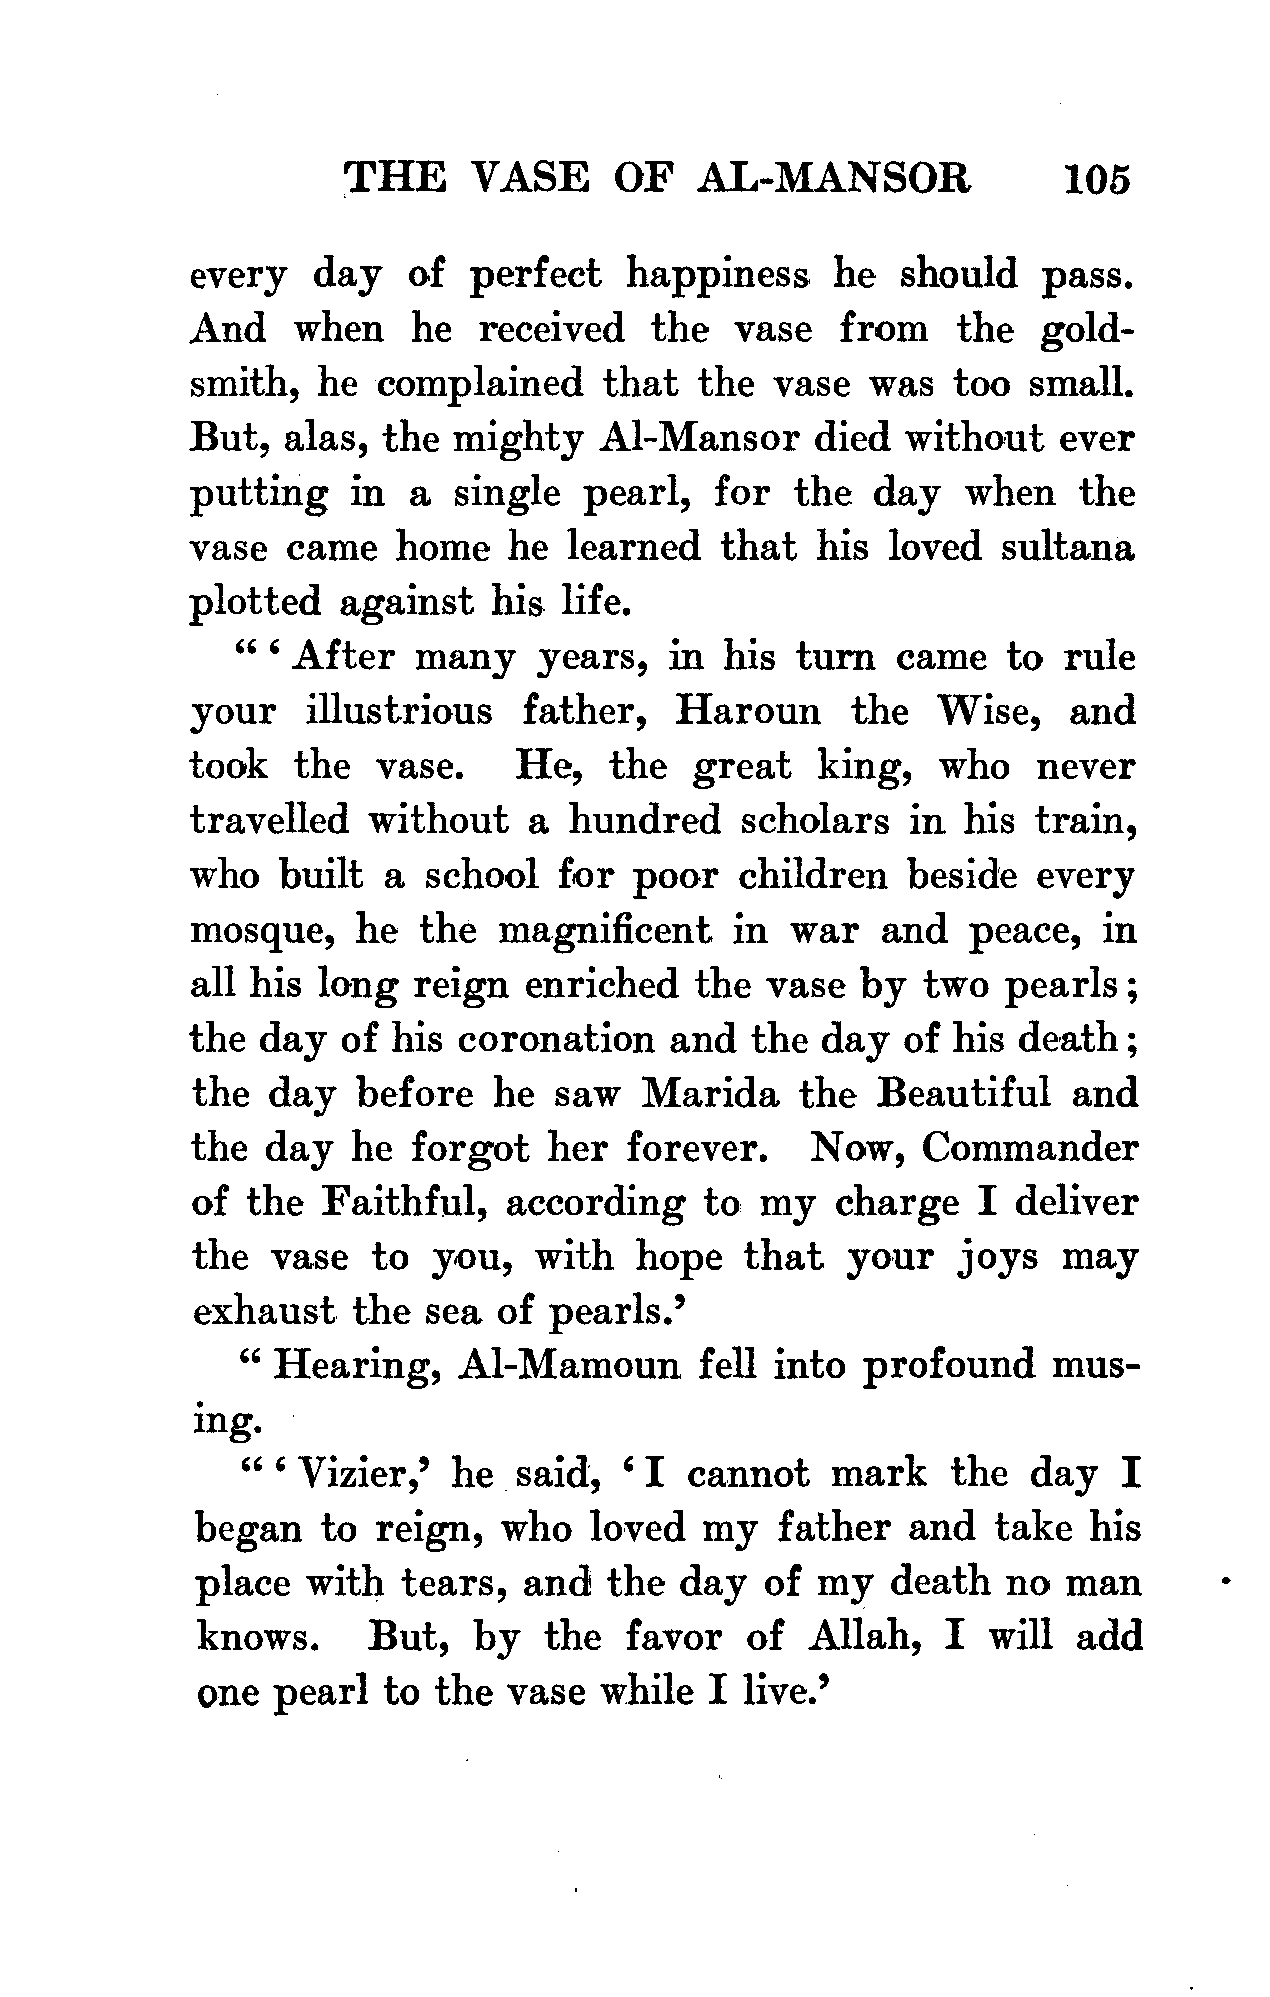 THE VASE OF AL-MANSOR 105
every day of perfect happiness he should pass.
And when he received the vase from the gold-
smith, he complained that the vase was too small.
But, alas, the mighty Al-Mansor died without ever
putting in a single pearl, for the day when the
vase came home he learned that his loved sultana
plotted against his life.
“ ‘ After many years, in his turn came to rule
your illustrious father, Haroun the Wise, and
took the vase. He, the great king, who never
travelled without a hundred scholars in his train,
who built a school for poor children beside every
mosque, he the magnificent in war and peace, in
all his long reign enriched the vase by two pearls;
the day of his coronation and the day of his death;
the day before he saw Marida the Beautiful and
the day he forgot her forever. Now, Commander
of the Faithful, according to my charge I deliver
the vase to you, with hope that your joys may
exhaust the sea of pearls.’
“ Hearing, Al-Mamoun fell into profound mus-
ing.
“ ‘ Vizier,’ he said, ‘ I cannot mark the day I
began to reign, who loved my father and take his
place with tears, and the day of my death no man
knows. But, by the favor of Allah, I will add
one pearl to the vase while I live.’